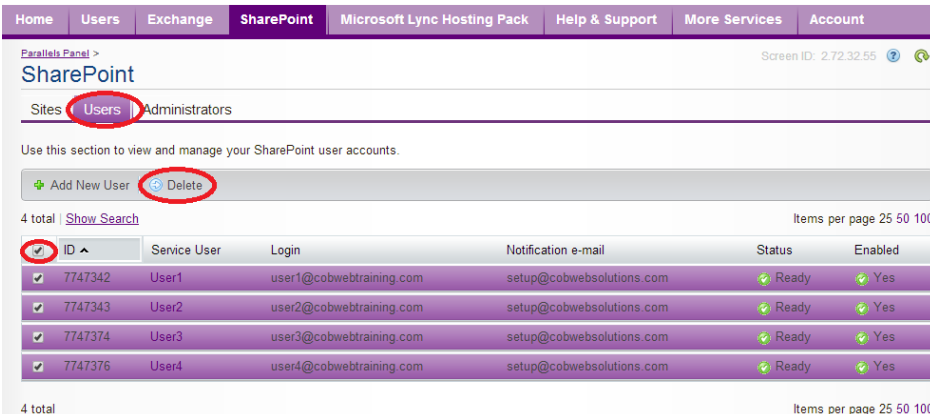 Home Users Exchange SharePoint Microsoft Lync Hosting Pack Help & Support More Services Account
Parallels Panel >
Screen ID: 2.72.32.55
SharePoint
Sites Users Administrators
Use this section to view and manage your SharePoint user accounts.
Add New User Delete
4 total | Show Search Items per page 25 50 100
ID Service User Login Notification e-mail Status Enabled
7747342 User1 user1@cobwebtraining.com setup@cobwebsolutions.com Ready Yes
7747343 User2 user2@cobwebtraining.com setup@cobwebsolutions.com Ready Yes
7747374 User3 user3@cobwebtraining.com setup@cobwebsolutions.com Ready Yes
7747376 User4 user4@cobwebtraining.com setup@cobwebsolutions.com Ready Yes
4 total Items per page 25 50 100